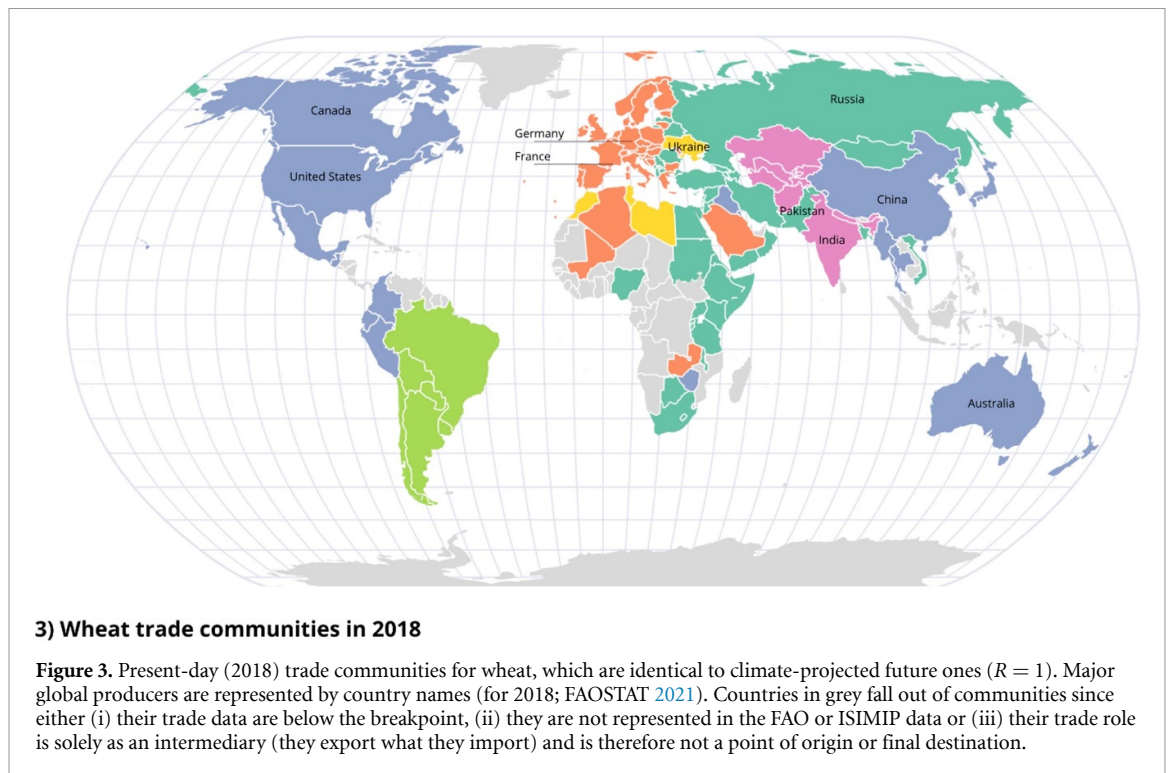 Canada
Russia
Germany
Ukraine
France
United States
China
Pakistan
India
Australia
3) Wheat trade communities in 2018
Figure 3. Present-day (2018) trade communities for wheat, which are identical to climate-projected future ones (R = 1). Major
global producers are represented by country names (for 2018; FAOSTAT 2021). Countries in grey fall out of communities since
either (i) their trade data are below the breakpoint, (ii) they are not represented in the FAO or ISIMIP data or (iii) their trade role
is solely as an intermediary (they export what they import) and is therefore not a point of origin or final destination.